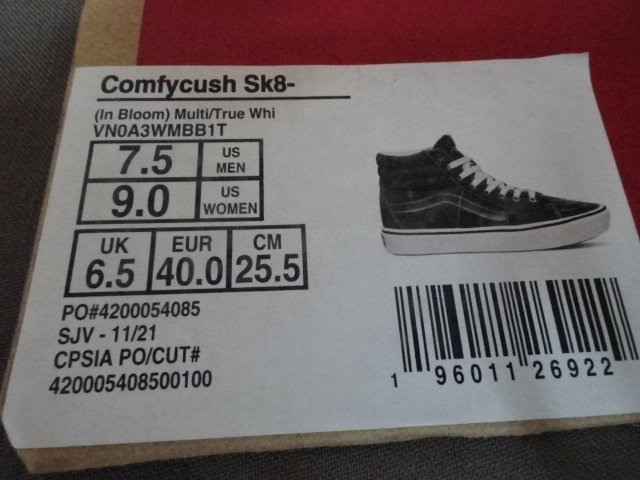 Comfycush Sk8-
(In Bloom) Multi/True Whi
VN0A3WMBB1T
7.5 US MEN
9.0 US WOMEN
UK EUR CM
6.5 40.0 25.5
PO#4200054085
SJV - 11/21
CPSIA PO/CUT#
420005408500100
1 96011 26922